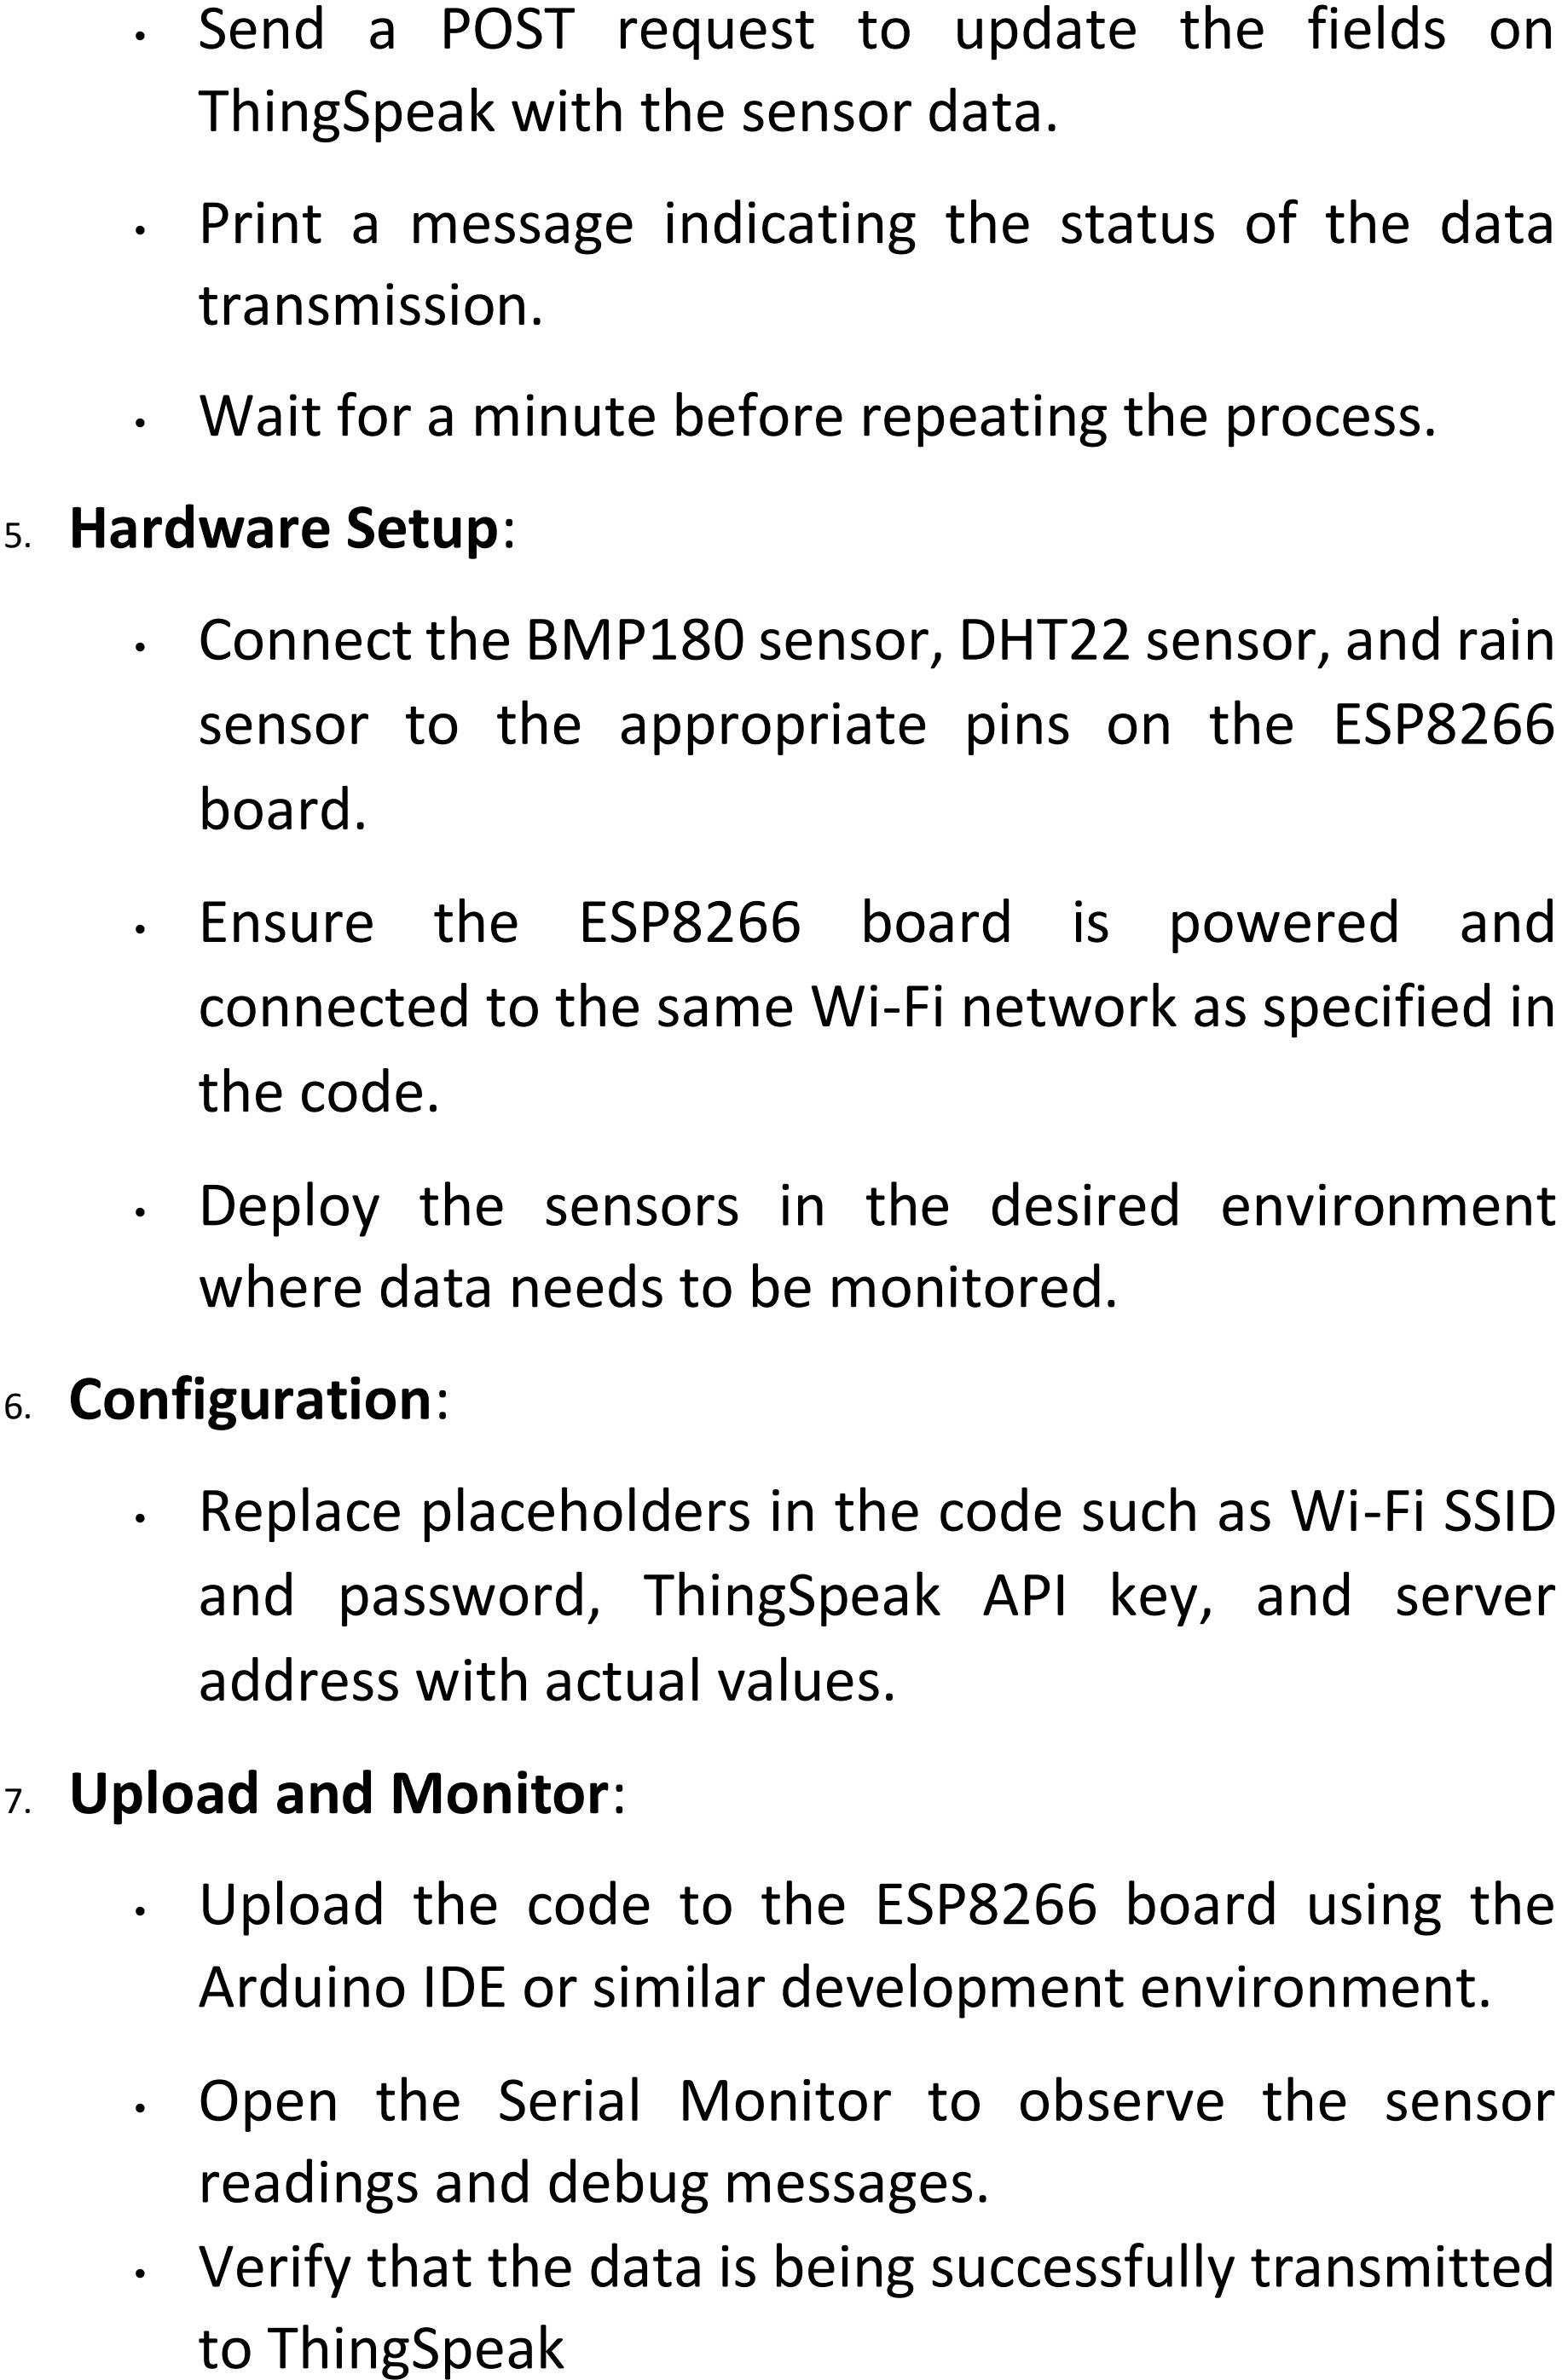 • Send a POST request to update the fields on
ThingSpeak with the sensor data.
• Print a message indicating the status of the data
transmission.
• Wait for a minute before repeating the process.
5. Hardware Setup:
• Connect the BMP180 sensor, DHT22 sensor, and rain
sensor to the appropriate pins on the ESP8266
board.
• Ensure the ESP8266 board is powered and
connected to the same Wi-Fi network as specified in
the code.
• Deploy the sensors in the desired environment
where data needs to be monitored.
6. Configuration:
• Replace placeholders in the code such as Wi-Fi SSID
and password, ThingSpeak API key, and server
address with actual values.
7. Upload and Monitor:
• Upload the code to the ESP8266 board using the
Arduino IDE or similar development environment.
• Open the Serial Monitor to observe the sensor
readings and debug messages.
• Verify that the data is being successfully transmitted
to ThingSpeak